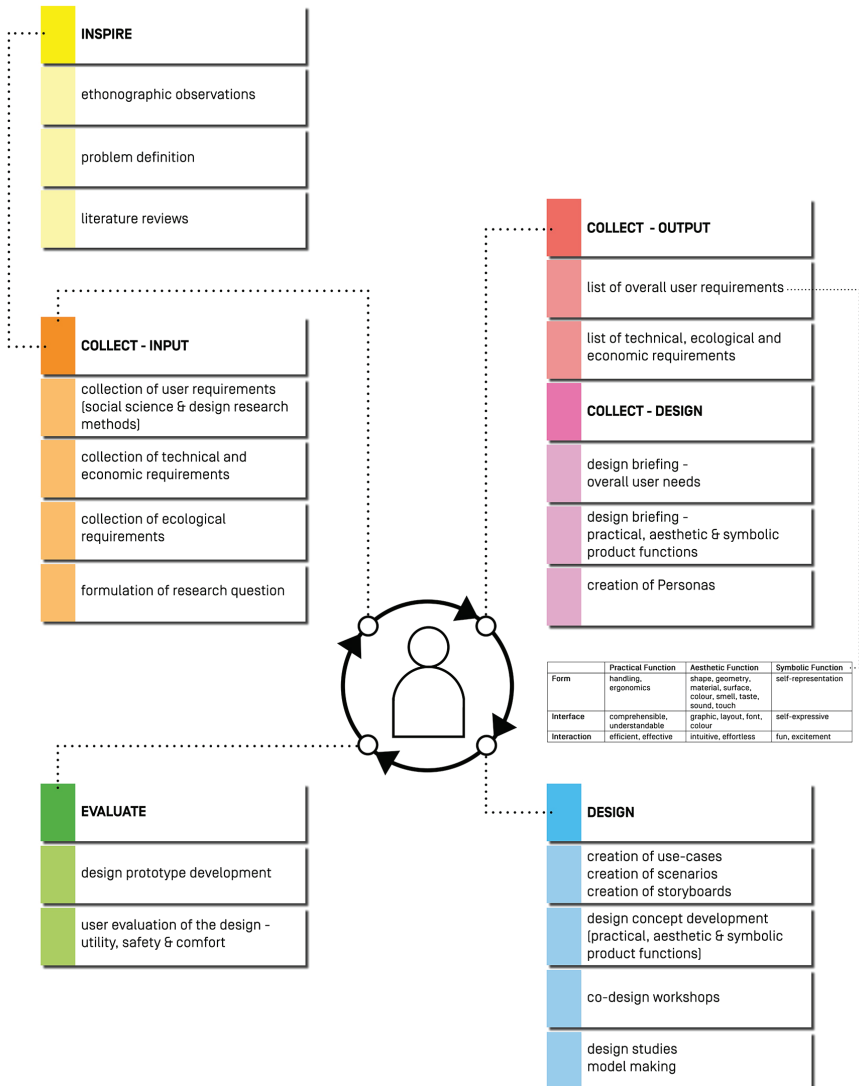 INSPIRE
ethonographic observations
problem definition
literature reviews
COLLECT - INPUT
collection of user requirements
(social science & design research
methods)
collection of technical and
economic requirements
collection of ecological
requirements
formulation of research question
COLLECT - OUTPUT
list of overall user requirements
list of technical, ecological and
economic requirements
COLLECT - DESIGN
design briefing -
overall user needs
design briefing -
practical, aesthetic & symbolic
product functions
creation of Personas
Practical Function Aesthetic Function Symbolic Function
Form handling, shape, geometry, self-representation
ergonomics material, surface,
colour, smell, taste,
sound, touch
Interface comprehensible, graphic, layout, font, self-expressive
understandable colour
Interaction efficient, effective intuitive, effortless fun, excitement
EVALUATE
design prototype development
user evaluation of the design -
utility, safety & comfort
DESIGN
creation of use-cases
creation of scenarios
creation of storyboards
design concept development
(practical, aesthetic & symbolic
product functions)
co-design workshops
design studies
model making